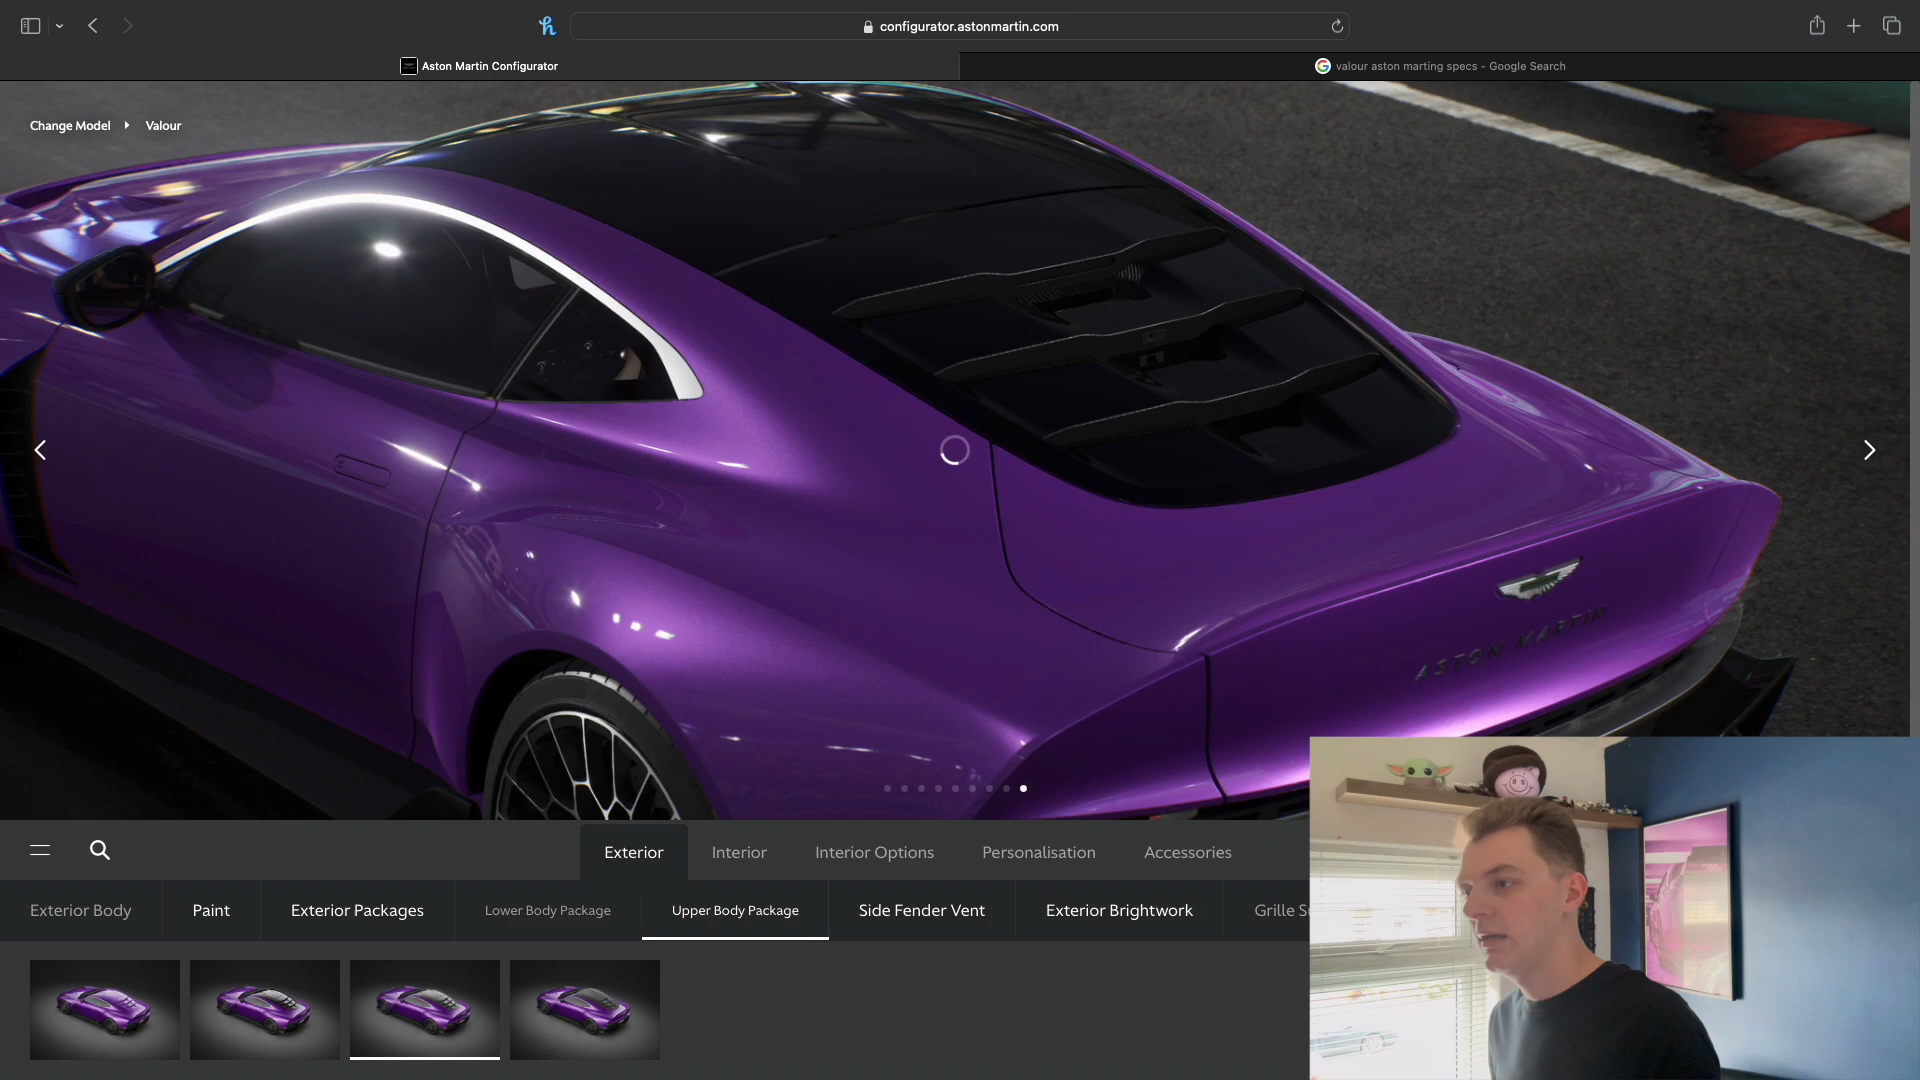 configurator.astonmartin.com
Aston Martin Configurator
valour aston marting specs - Google Search
Change Model
Valour
ASTON MARTIN
Exterior
Interior
Interior Options
Personalisation
Accessories
Exterior Body
Paint
Exterior Packages
Lower Body Package
Upper Body Package
Side Fender Vent
Exterior Brightwork
Grille